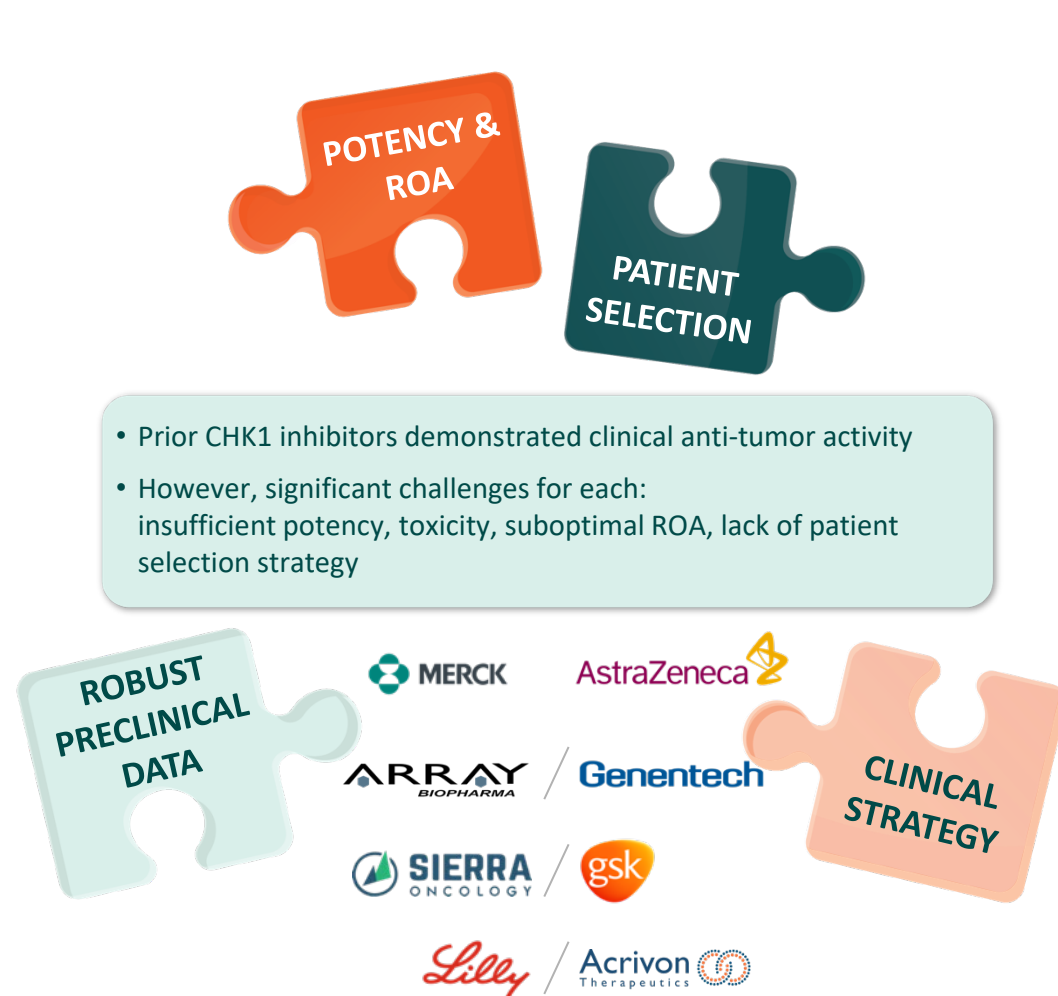 POTENCY &
ROA
PATIENT
SELECTION
• Prior CHK1 inhibitors demonstrated clinical anti-tumor activity
• However, significant challenges for each:
insufficient potency, toxicity, suboptimal ROA, lack of patient
selection strategy
ROBUST
PRECLINICAL
DATA
MERCK
AstraZeneca
CLINICAL
STRATEGY
ARRAY
BIOPHARMA
/
Genentech
SIERRA
ONCOLOGY
/
gsk
Lilly
/
Acrivon
Therapeutics